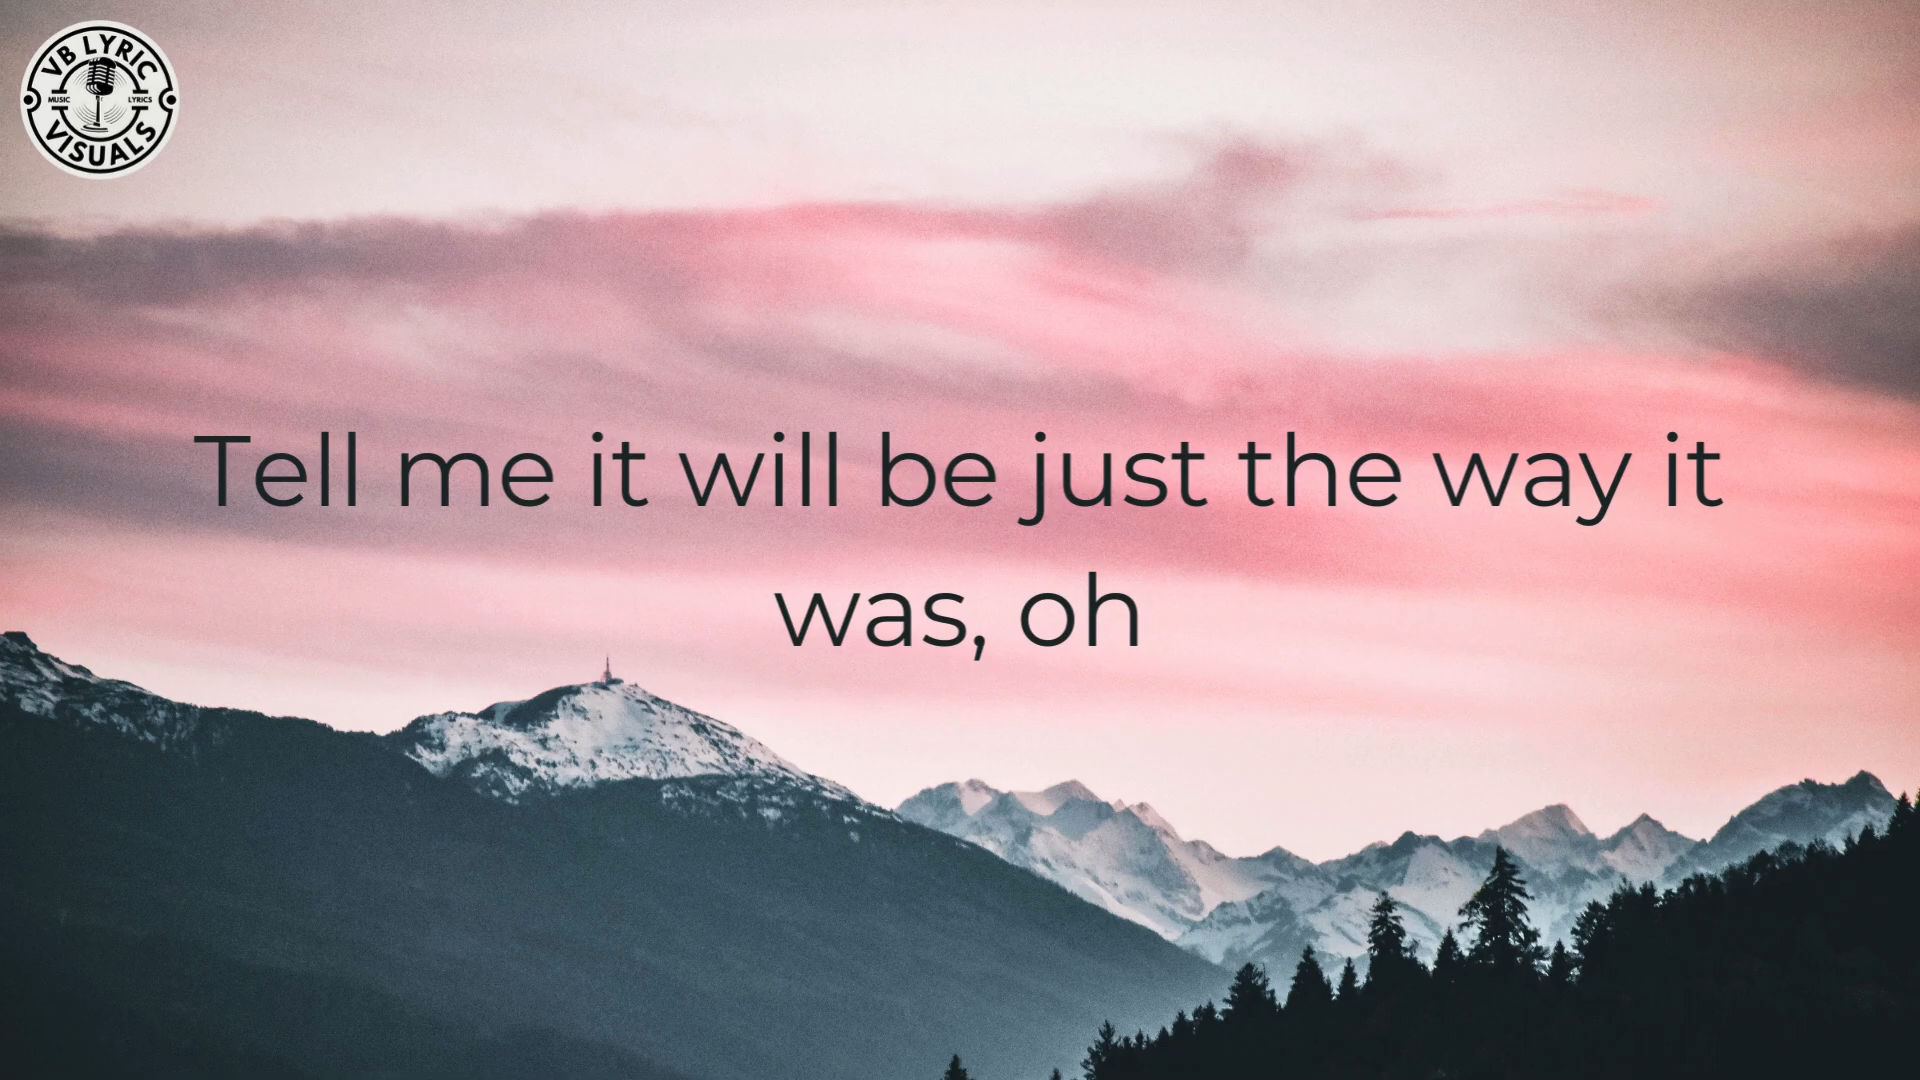 VB LYRIC
MUSIC LYRICS
VISUALS
Tell me it will be just the way it
was, oh